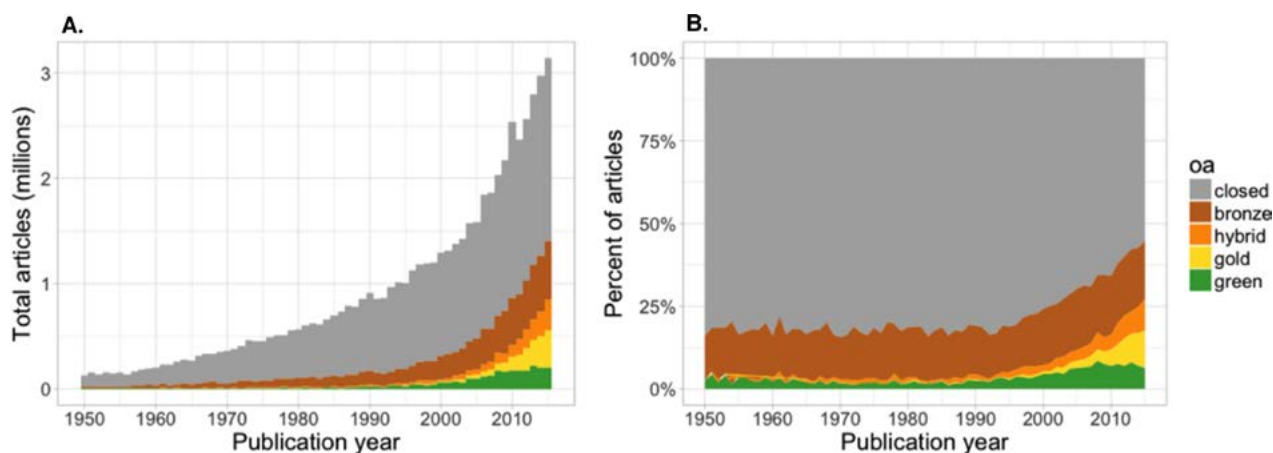 A.
Total articles (millions)
3
2
1
0
1950 1960 1970 1980 1990 2000 2010
Publication year
B.
Percent of articles
100%
75%
50%
25%
0%
1950 1960 1970 1980 1990 2000 2010
Publication year
oa
closed
bronze
hybrid
gold
green